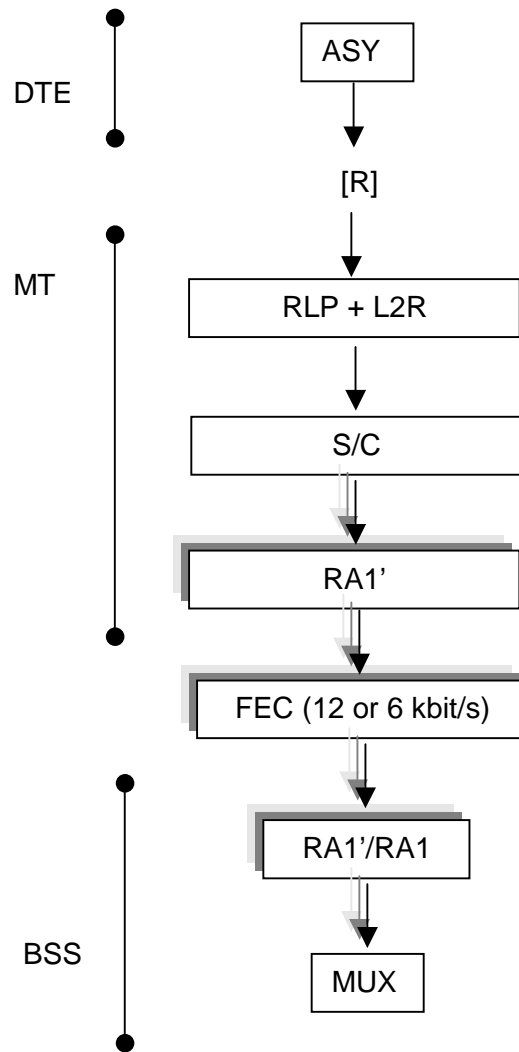 ASY
DTE
[R]
MT
RLP + L2R
S/C
RA1’
FEC (12 or 6 kbit/s)
RA1’/RA1
BSS
MUX